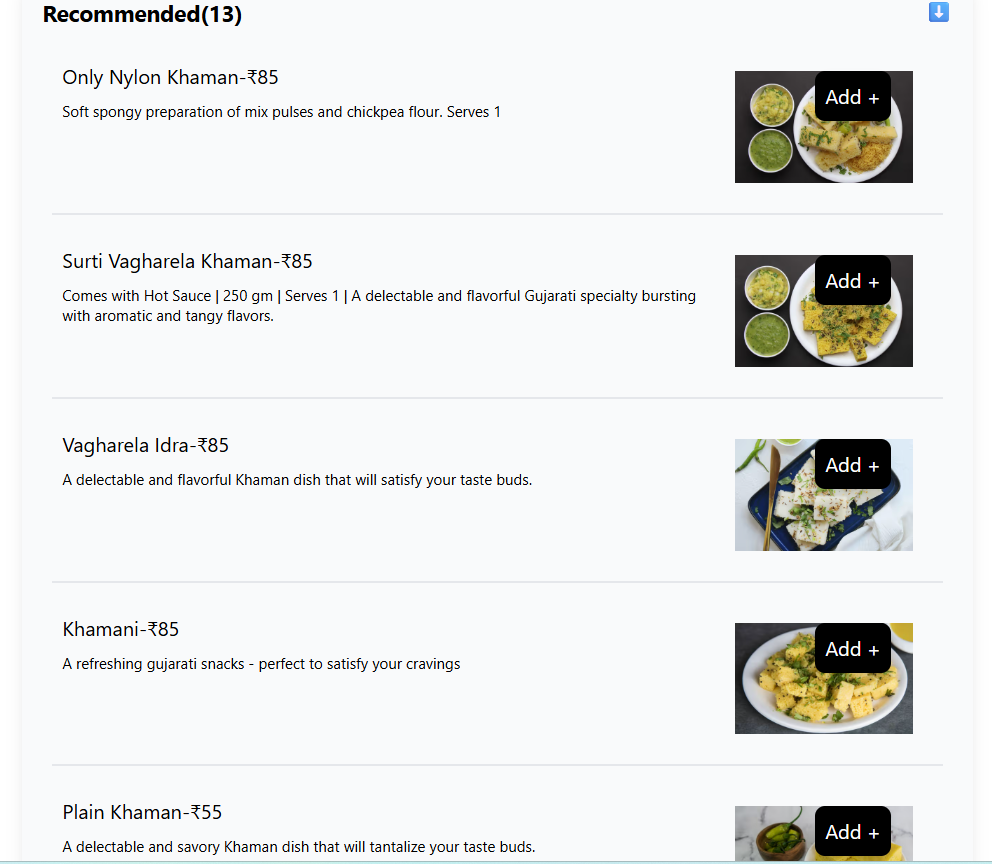 Recommended(13)
Only Nylon Khaman-₹85
Add +
Soft spongy preparation of mix pulses and chickpea flour. Serves 1
Surti Vagharela Khaman-₹85
Add +
Comes with Hot Sauce | 250 gm | Serves 1 | A delectable and flavorful Gujarati specialty bursting
with aromatic and tangy flavors.
Vagharela Idra-₹85
Add +
A delectable and flavorful Khaman dish that will satisfy your taste buds.
Khamani-₹85
Add +
A refreshing gujarati snacks - perfect to satisfy your cravings
Plain Khaman-₹55
Add +
A delectable and savory Khaman dish that will tantalize your taste buds.